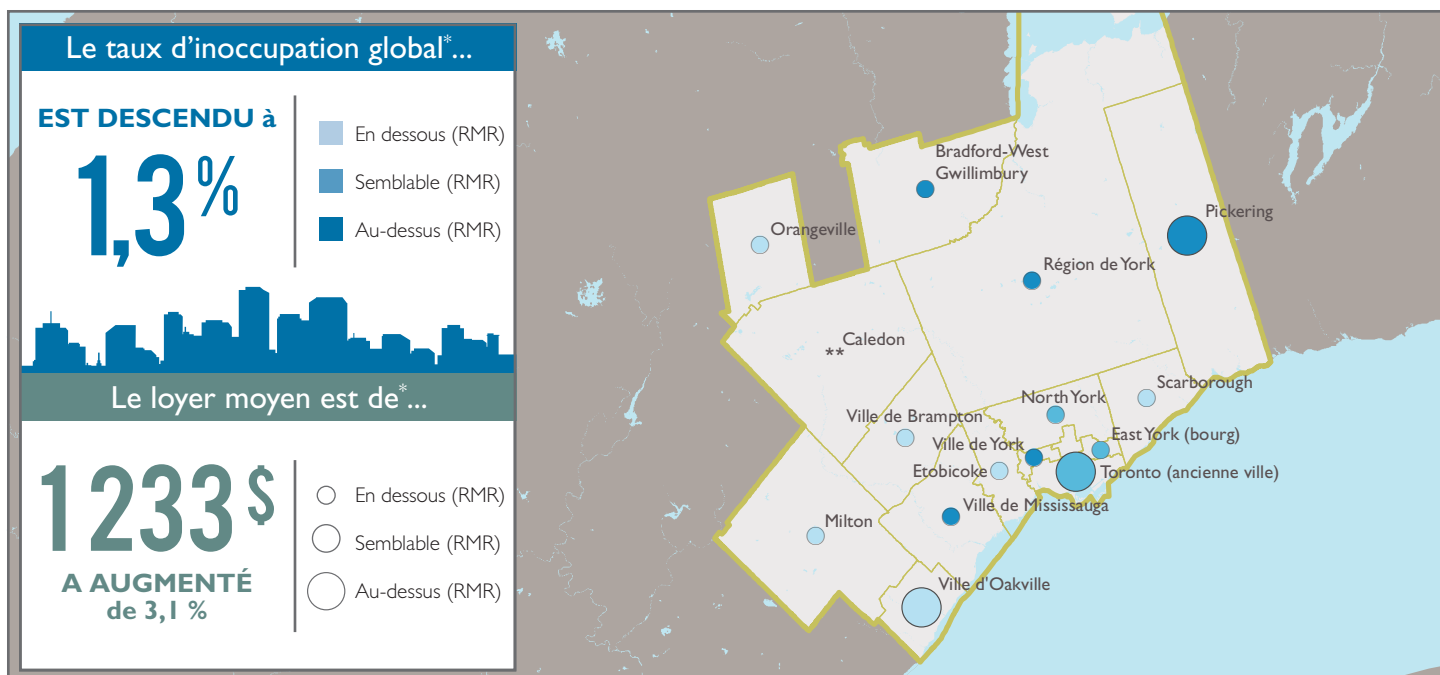 Le taux d'inoccupation global*...
EST DESCENDU à
1,3 %
En dessous (RMR)
Semblable (RMR)
Au-dessus (RMR)
Le loyer moyen est de*...
1 233 $
A AUGMENTÉ
de 3,1 %
En dessous (RMR)
Semblable (RMR)
Au-dessus (RMR)
Bradford-West
Gwillimbury
Pickering
Orangeville
Région de York
Caledon
**
Scarborough
North York
Ville de Brampton
East York (bourg)
Ville de York
Etobicoke
Toronto (ancienne ville)
Ville de Mississauga
Milton
Ville d'Oakville